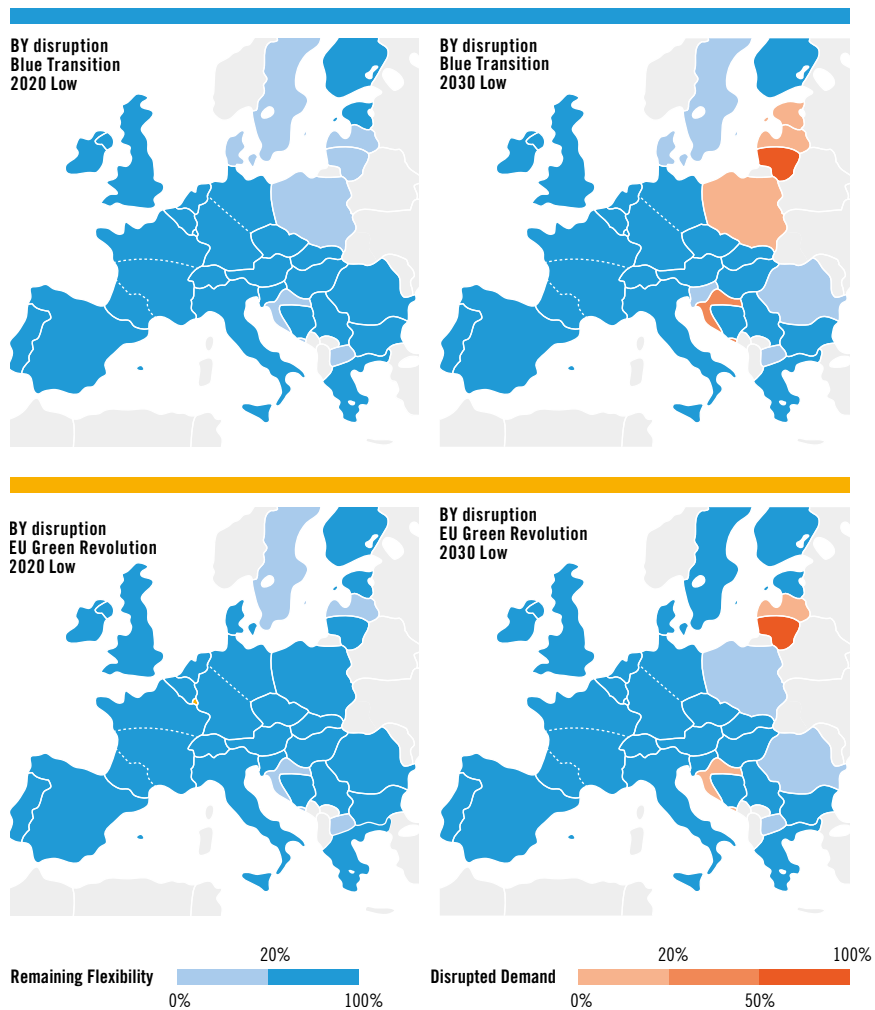 BY disruption
Blue Transition
2020 Low
BY disruption
Blue Transition
2030 Low
BY disruption
EU Green Revolution
2020 Low
BY disruption
EU Green Revolution
2030 Low
20%
Remaining Flexibility
0%
100%
20%
100%
Disrupted Demand
0%
50%